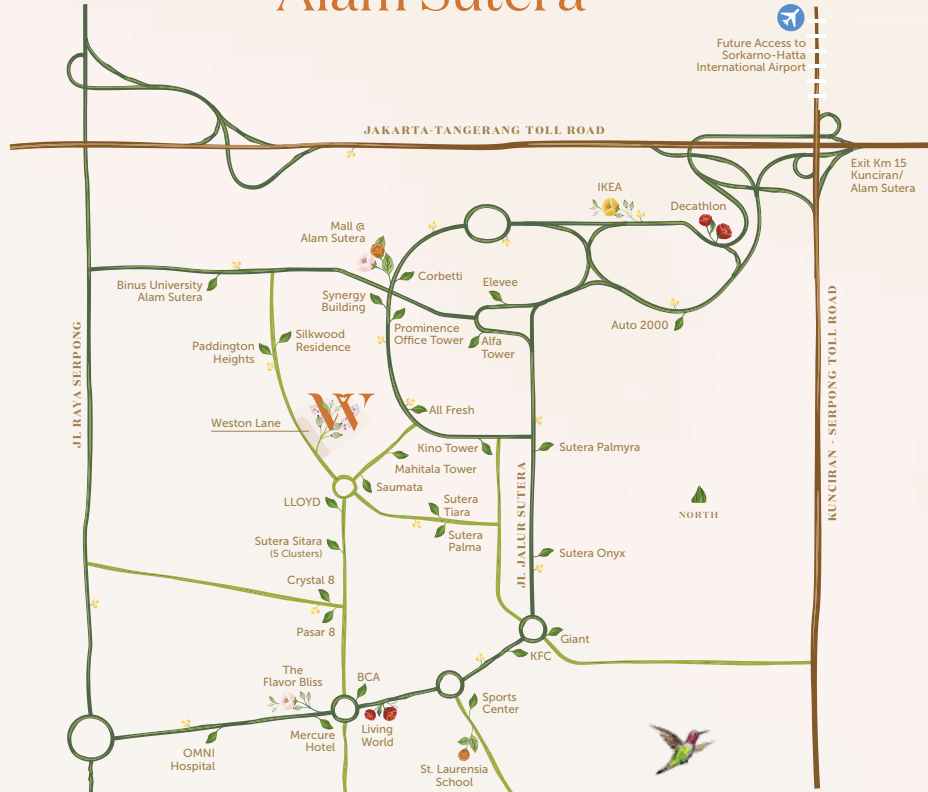 Alam Sutera
Future Access to
Sorkarno-Hatta
International Airport
JAKARTA-TANGERANG TOLL ROAD
Exit Km 15
Kunciran/
Alam Sutera
IKEA
Decathlon
Mall @
Alam Sutera
Corbetti
Binus University
Alam Sutera
Synergy
Building
Elevee
Auto 2000
Prominence
Office Tower
Alfa
Tower
Silkwood
Residence
Paddington
Heights
JL RAYA SERPONG
KUNCIRAN - SERPONG TOLL ROAD
W
Weston Lane
All Fresh
Kino Tower
Sutera Palmyra
Mahitala Tower
Saumata
LLOYD
Sutera
Tiara
JL JALUR SUTERA
NORTH
Sutera
Palma
Sutera Sitara
(5 Clusters)
Sutera Onyx
Crystal 8
Pasar 8
Giant
KFC
The
Flavor Bliss
BCA
Sports
Center
Mercure
Hotel
Living
World
OMNI
Hospital
St. Laurensia
School